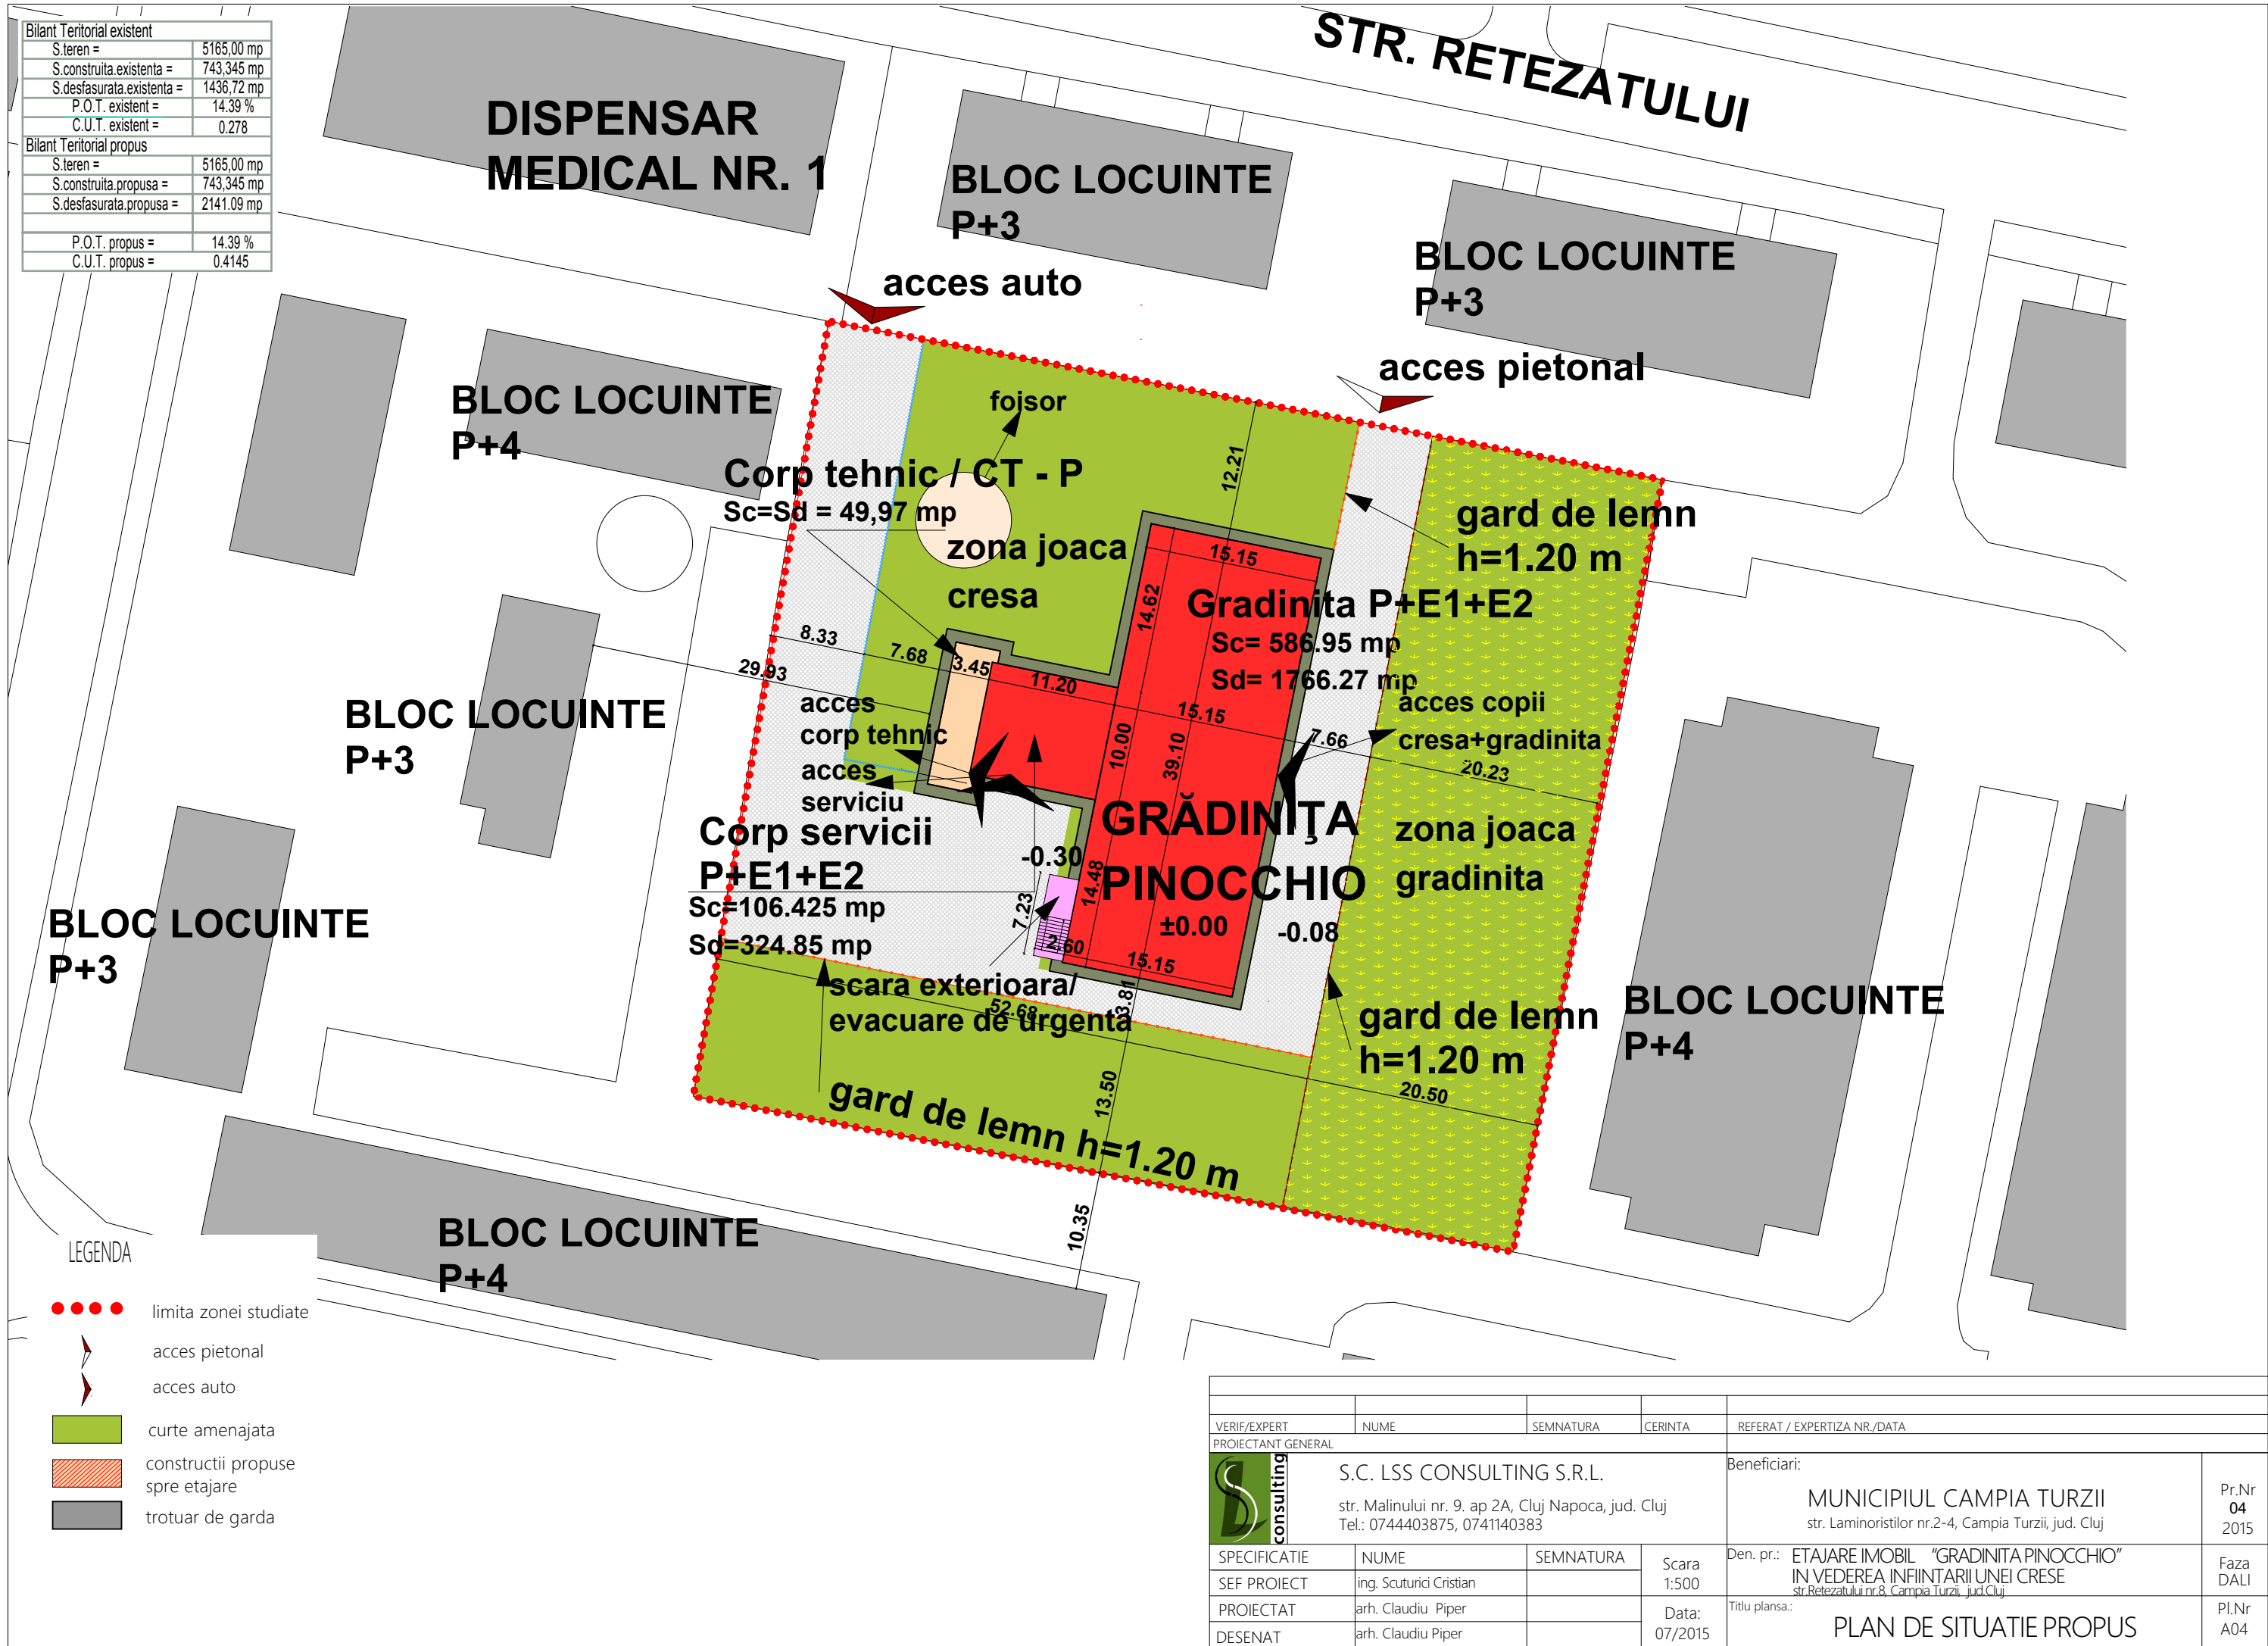 Bilant Teritorial existent
S.teren = 5165,00 mp
S.construita.existenta = 743,345 mp
S.desfasurata.existenta = 1436,72 mp
P.O.T. existent = 14.39 %
C.U.T. existent = 0.278
Bilant Teritorial propus
S.teren = 5165,00 mp
S.construita.propusa = 743,345 mp
S.desfasurata.propusa = 2141.09 mp
P.O.T. propus = 14.39 %
C.U.T. propus = 0.4145
STR. RETEZATULUI
DISPENSAR
MEDICAL NR. 1
BLOC LOCUINTE
P+3
BLOC LOCUINTE
P+3
acces auto
acces pietonal
BLOC LOCUINTE
P+4
foisor
Corp tehnic / CT - P
Sc=Sd = 49,97 mp
zona joaca
cresa
12.21
gard de lemn
h=1.20 m
15.15
14.62
Gradinita P+E1+E2
Sc= 586.95 mp
Sd= 1766.27 mp
8.33
7.68
3.45
11.20
29.93
15.15
7.66
20.23
10.00
39.10
acces
corp tehnic
acces
serviciu
acces copii
cresa+gradinita
BLOC LOCUINTE
P+3
Corp servicii
P+E1+E2
Sc=106.425 mp
Sd=324.85 mp
-0.30
GRĂDINIŢA
PINOCCHIO
±0.00
-0.08
zona joaca
gradinita
14.48
7.23
2.60
15.15
3.81
BLOC LOCUINTE
P+3
scara exterioara/
evacuare de urgenta
52.68
gard de lemn
h=1.20 m
BLOC LOCUINTE
P+4
13.50
20.50
gard de lemn h=1.20 m
10.35
BLOC LOCUINTE
P+4
LEGENDA
limita zonei studiate
acces pietonal
acces auto
curte amenajata
constructii propuse
spre etajare
trotuar de garda
VERIF/EXPERT NUME SEMNATURA CERINTA REFERAT / EXPERTIZA NR./DATA
PROIECTANT GENERAL
consulting
S.C. LSS CONSULTING S.R.L.
str. Malinului nr. 9. ap 2A, Cluj Napoca, jud. Cluj
Tel.: 0744403875, 0741140383
Beneficiari:
MUNICIPIUL CAMPIA TURZII
str. Laminoristilor nr.2-4, Campia Turzii, jud. Cluj
Pr.Nr
04
2015
SPECIFICATIE NUME SEMNATURA
SEF PROIECT ing. Scuturici Cristian
PROIECTAT arh. Claudiu Piper
DESENAT arh. Claudiu Piper
Scara
1:500
Data:
07/2015
Den. pr.: ETAJARE IMOBIL “GRADINITA PINOCCHIO”
IN VEDEREA INFIINTARII UNEI CRESE
str.Retezatului nr.8, Campia Turzii, jud.Cluj
Faza
DALI
Titlu plansa.:
PLAN DE SITUATIE PROPUS
Pl.Nr
A04